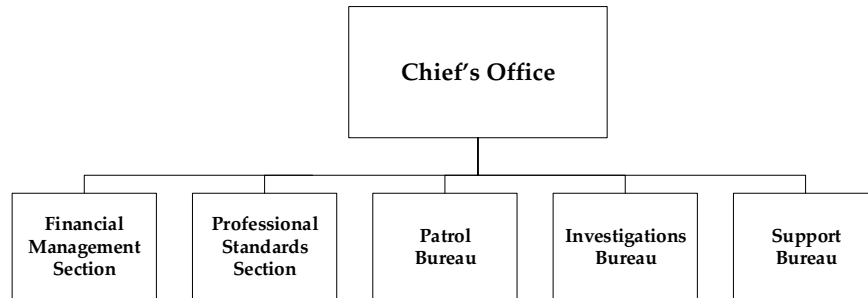 Chief’s Office
Financial
Management
Section
Professional
Standards
Section
Patrol
Bureau
Investigations
Bureau
Support
Bureau